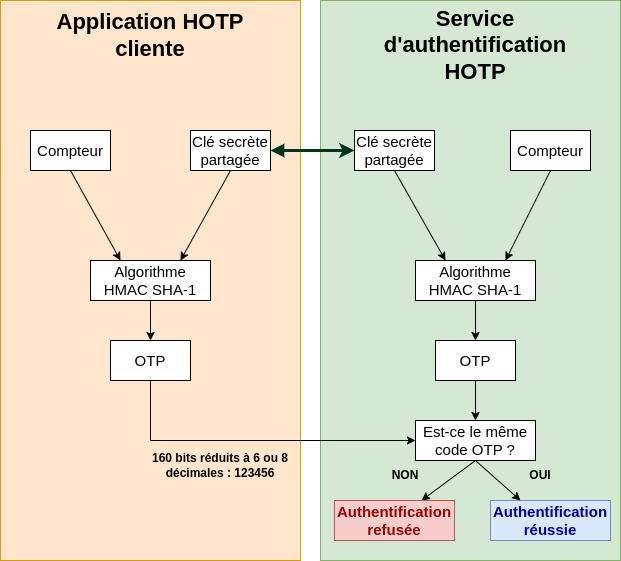 Application HOTP
cliente
Service
d'authentification
HOTP
Compteur
Clé secrète
partagée
Clé secrète
partagée
Compteur
Algorithme
HMAC SHA-1
Algorithme
HMAC SHA-1
OTP
OTP
Est-ce le même
code OTP ?
160 bits réduits à 6 ou 8
décimales : 123456
NON
OUI
Authentification
refusée
Authentification
réussie